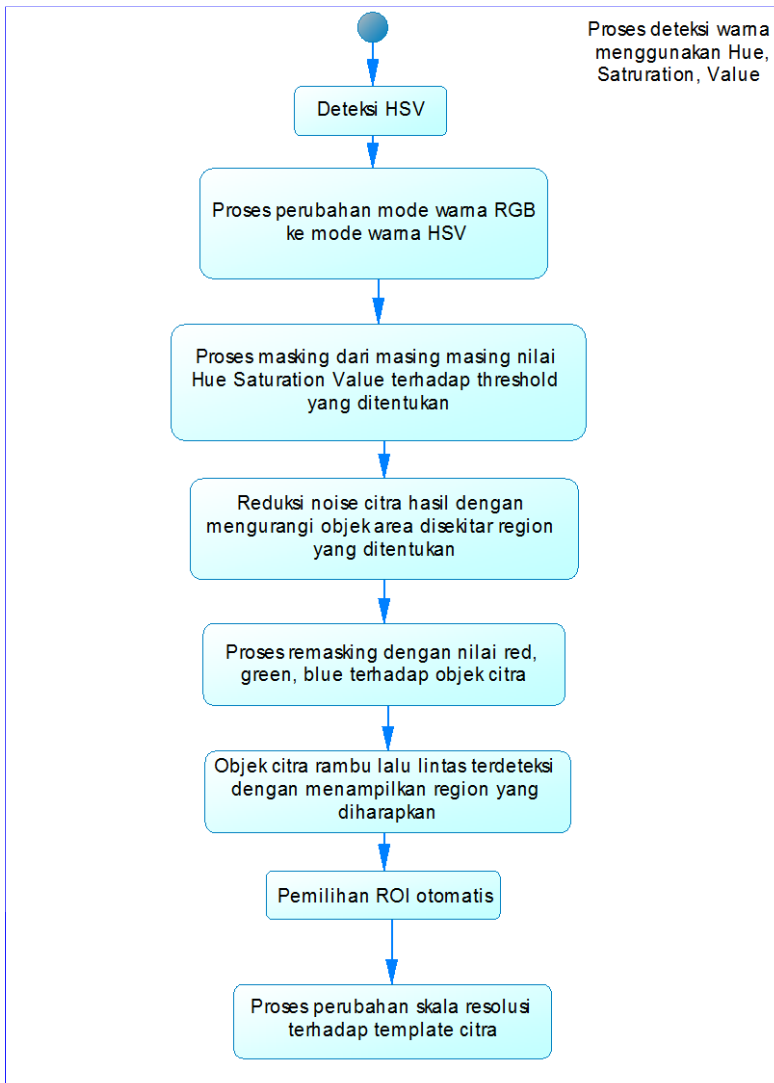 Proses deteksi warna
menggunakan Hue,
Satruration, Value
Deteksi HSV
Proses perubahan mode warna RGB
ke mode warna HSV
Proses masking dari masing masing nilai
Hue Saturation Value terhadap threshold
yang ditentukan
Reduksi noise citra hasil dengan
mengurangi objek area disekitar region
yang ditentukan
Proses remasking dengan nilai red,
green, blue terhadap objek citra
Objek citra rambu lalu lintas terdeteksi
dengan menampilkan region yang
diharapkan
Pemilihan ROI otomatis
Proses perubahan skala resolusi
terhadap template citra